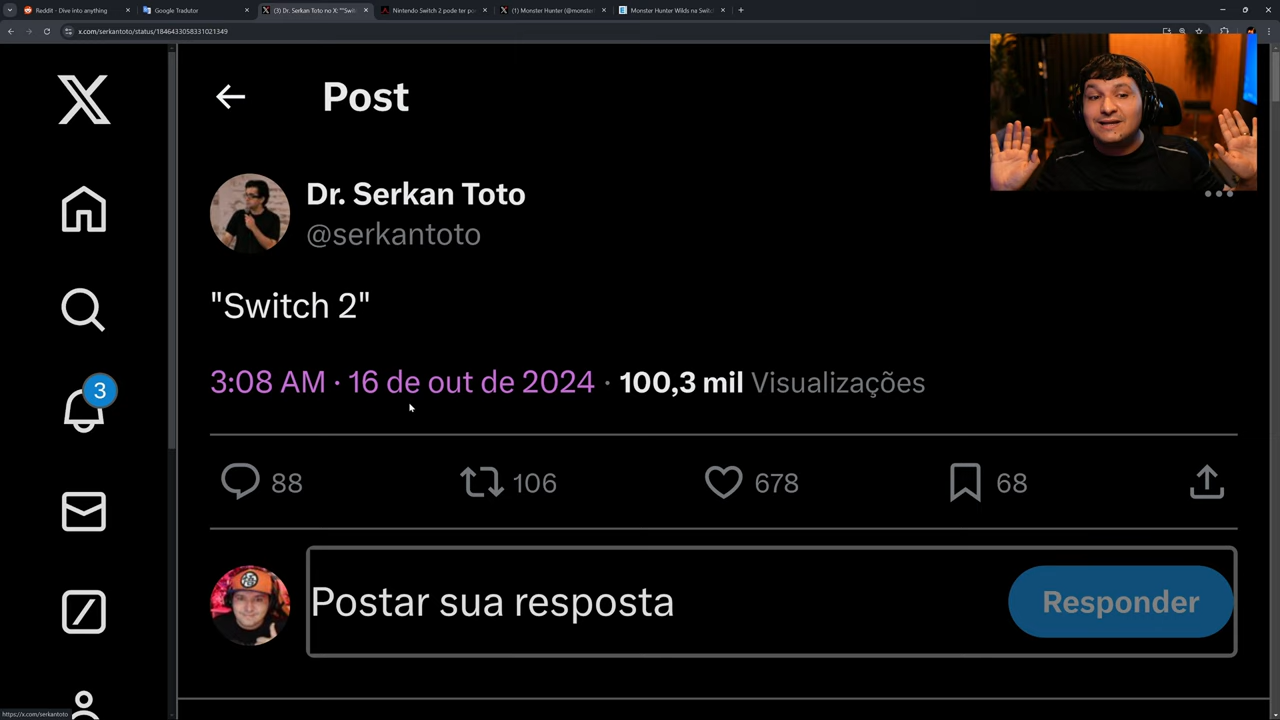 Reddit - Dive into anything
Google Tradutor
(3) Dr. Serkan Toto no X: ""Swit
Nintendo Switch 2 pode ter po
(1) Monster Hunter (@monster
Monster Hunter Wilds na Switc
x.com/serkantoto/status/1846433058331021349
Post
Dr. Serkan Toto
@serkantoto
"Switch 2"
3:08 AM · 16 de out de 2024 · 100,3 mil Visualizações
3
88
106
678
68
Postar sua resposta
Responder
https://x.com/serkantoto